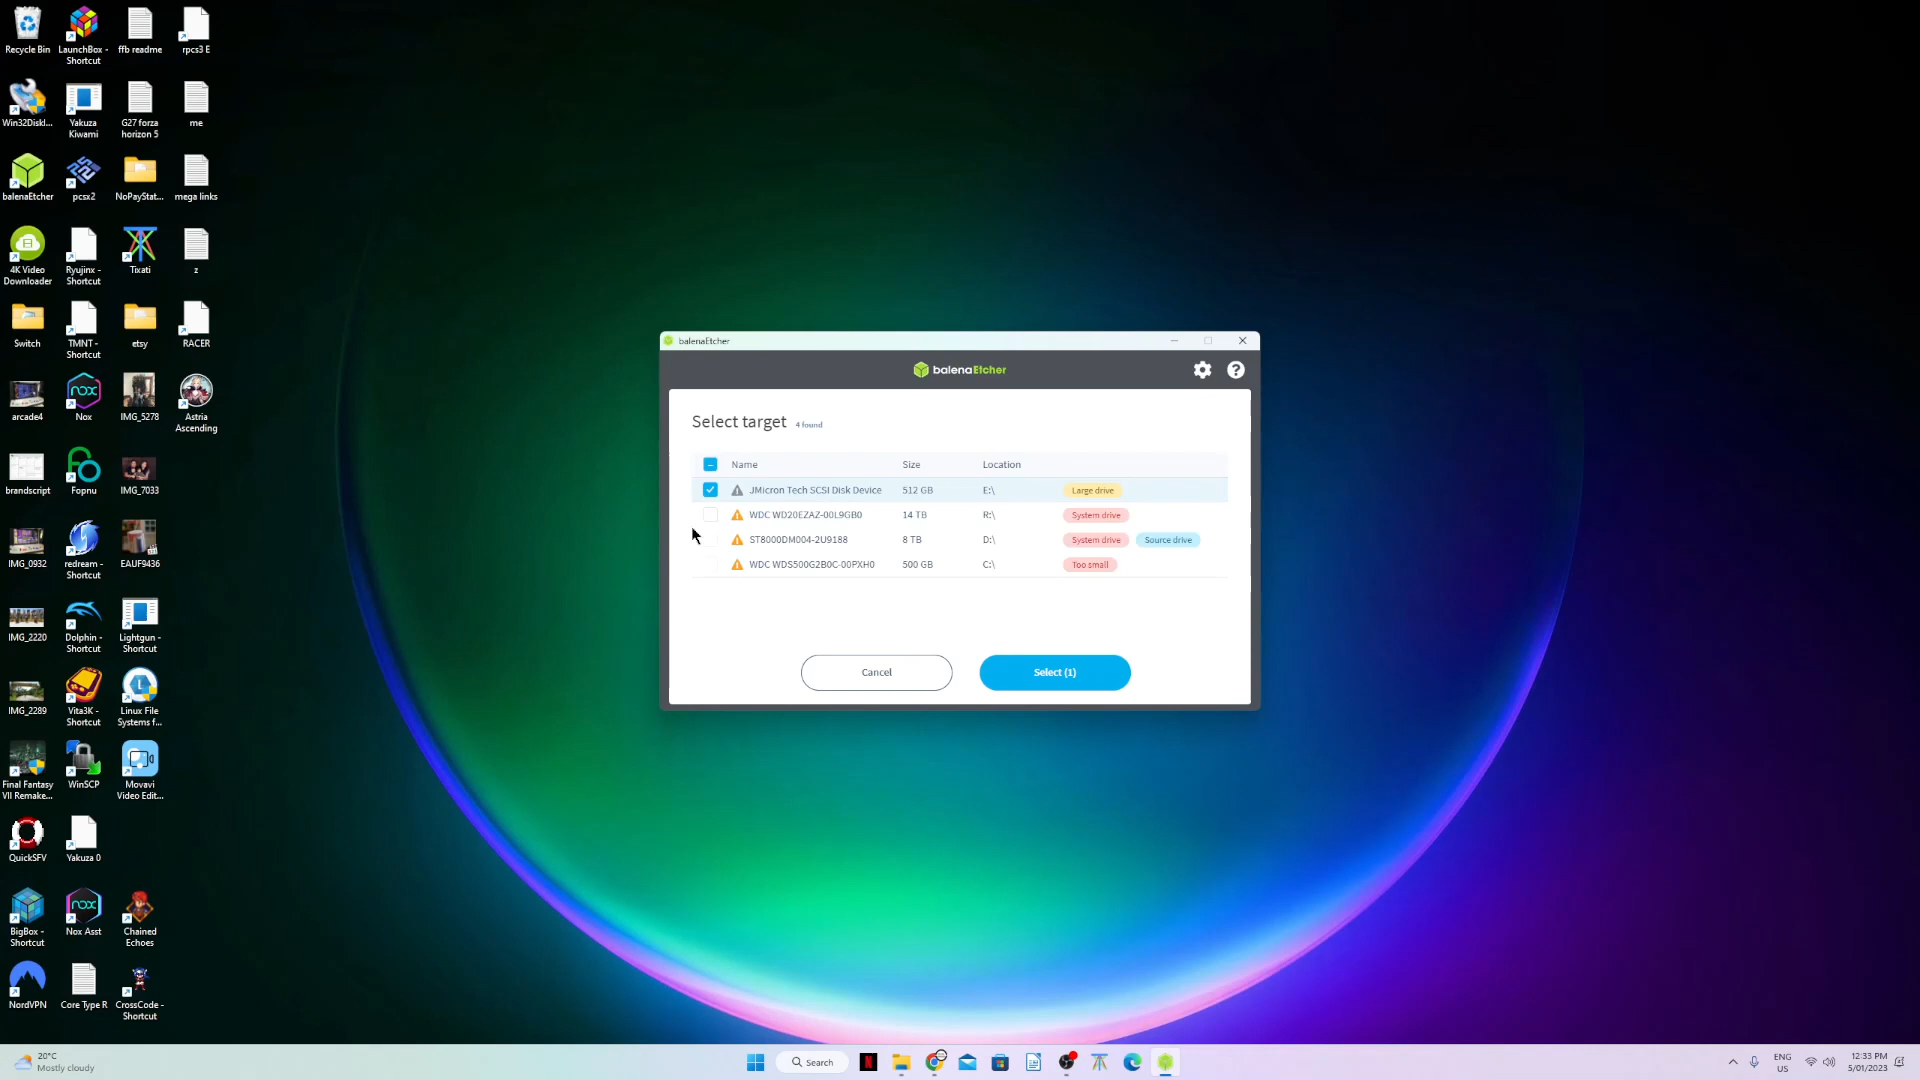 Recycle Bin
LaunchBox - Shortcut
ffb readme
rpcs3 E
Win32DiskI...
Yakuza Kiwami
G27 forza horizon 5
me
balenaEtcher
pcsx2
NoPayStat...
mega links
4K Video Downloader
Ryujinx - Shortcut
Tixati
z
Switch
TMNT - Shortcut
etsy
RACER
arcade4
Nox
IMG_5278
Astria Ascending
brandscript
Fopnu
IMG_7033
IMG_0932
redream - Shortcut
EAUF9436
IMG_2220
Dolphin - Shortcut
Lightgun - Shortcut
IMG_2289
Vita3K - Shortcut
Linux File Systems f...
Final Fantasy VII Remake...
WinSCP
Movavi Video Edit...
QuickSFV
Yakuza 0
BigBox - Shortcut
Nox Asst
Chained Echoes
NordVPN
Core Type R
CrossCode - Shortcut
balenaEtcher
balenaEtcher
Select target 4 found
Name Size Location
JMicron Tech SCSI Disk Device 512 GB E:\ Large drive
WDC WD20EZAZ-00L9GB0 14 TB R:\ System drive
ST8000DM004-2U9188 8 TB D:\ System drive Source drive
WDC WDS500G2B0C-00PXH0 500 GB C:\ Too small
Cancel Select (1)
20°C
Mostly cloudy
Search
ENG
US
12:33 PM
5/01/2023